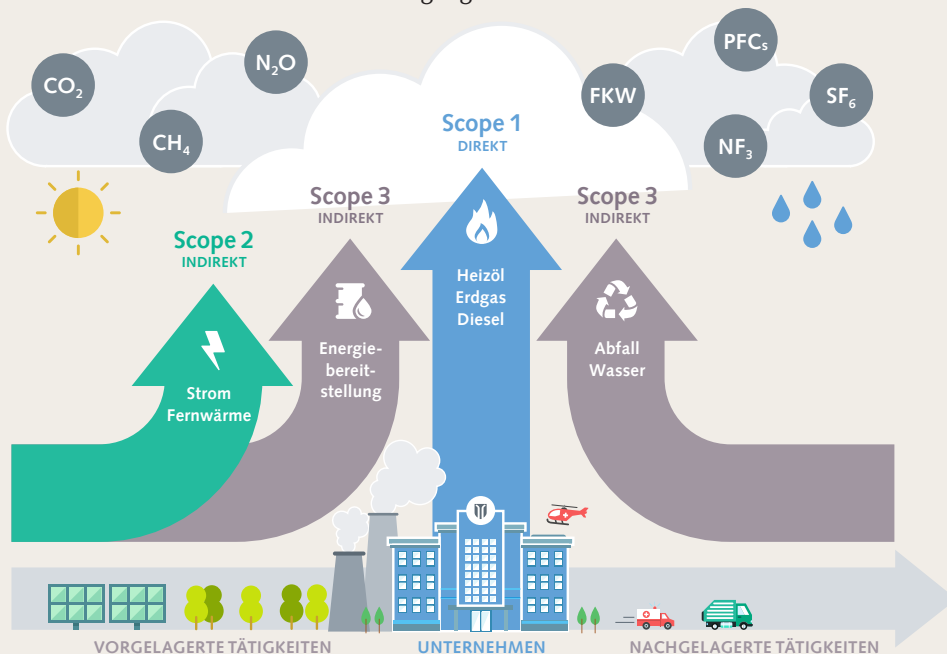 PFCs
N₂O
CO₂
FKW
SF₆
Scope 1
DIREKT
CH₄
NF₃
Scope 3
INDIREKT
Scope 3
INDIREKT
Scope 2
INDIREKT
Heizöl
Erdgas
Diesel
Energie-
bereit-
stellung
Abfall
Wasser
Strom
Fernwärme
VORGELAGERTE TÄTIGKEITEN
UNTERNEHMEN
NACHGELAGERTE TÄTIGKEITEN